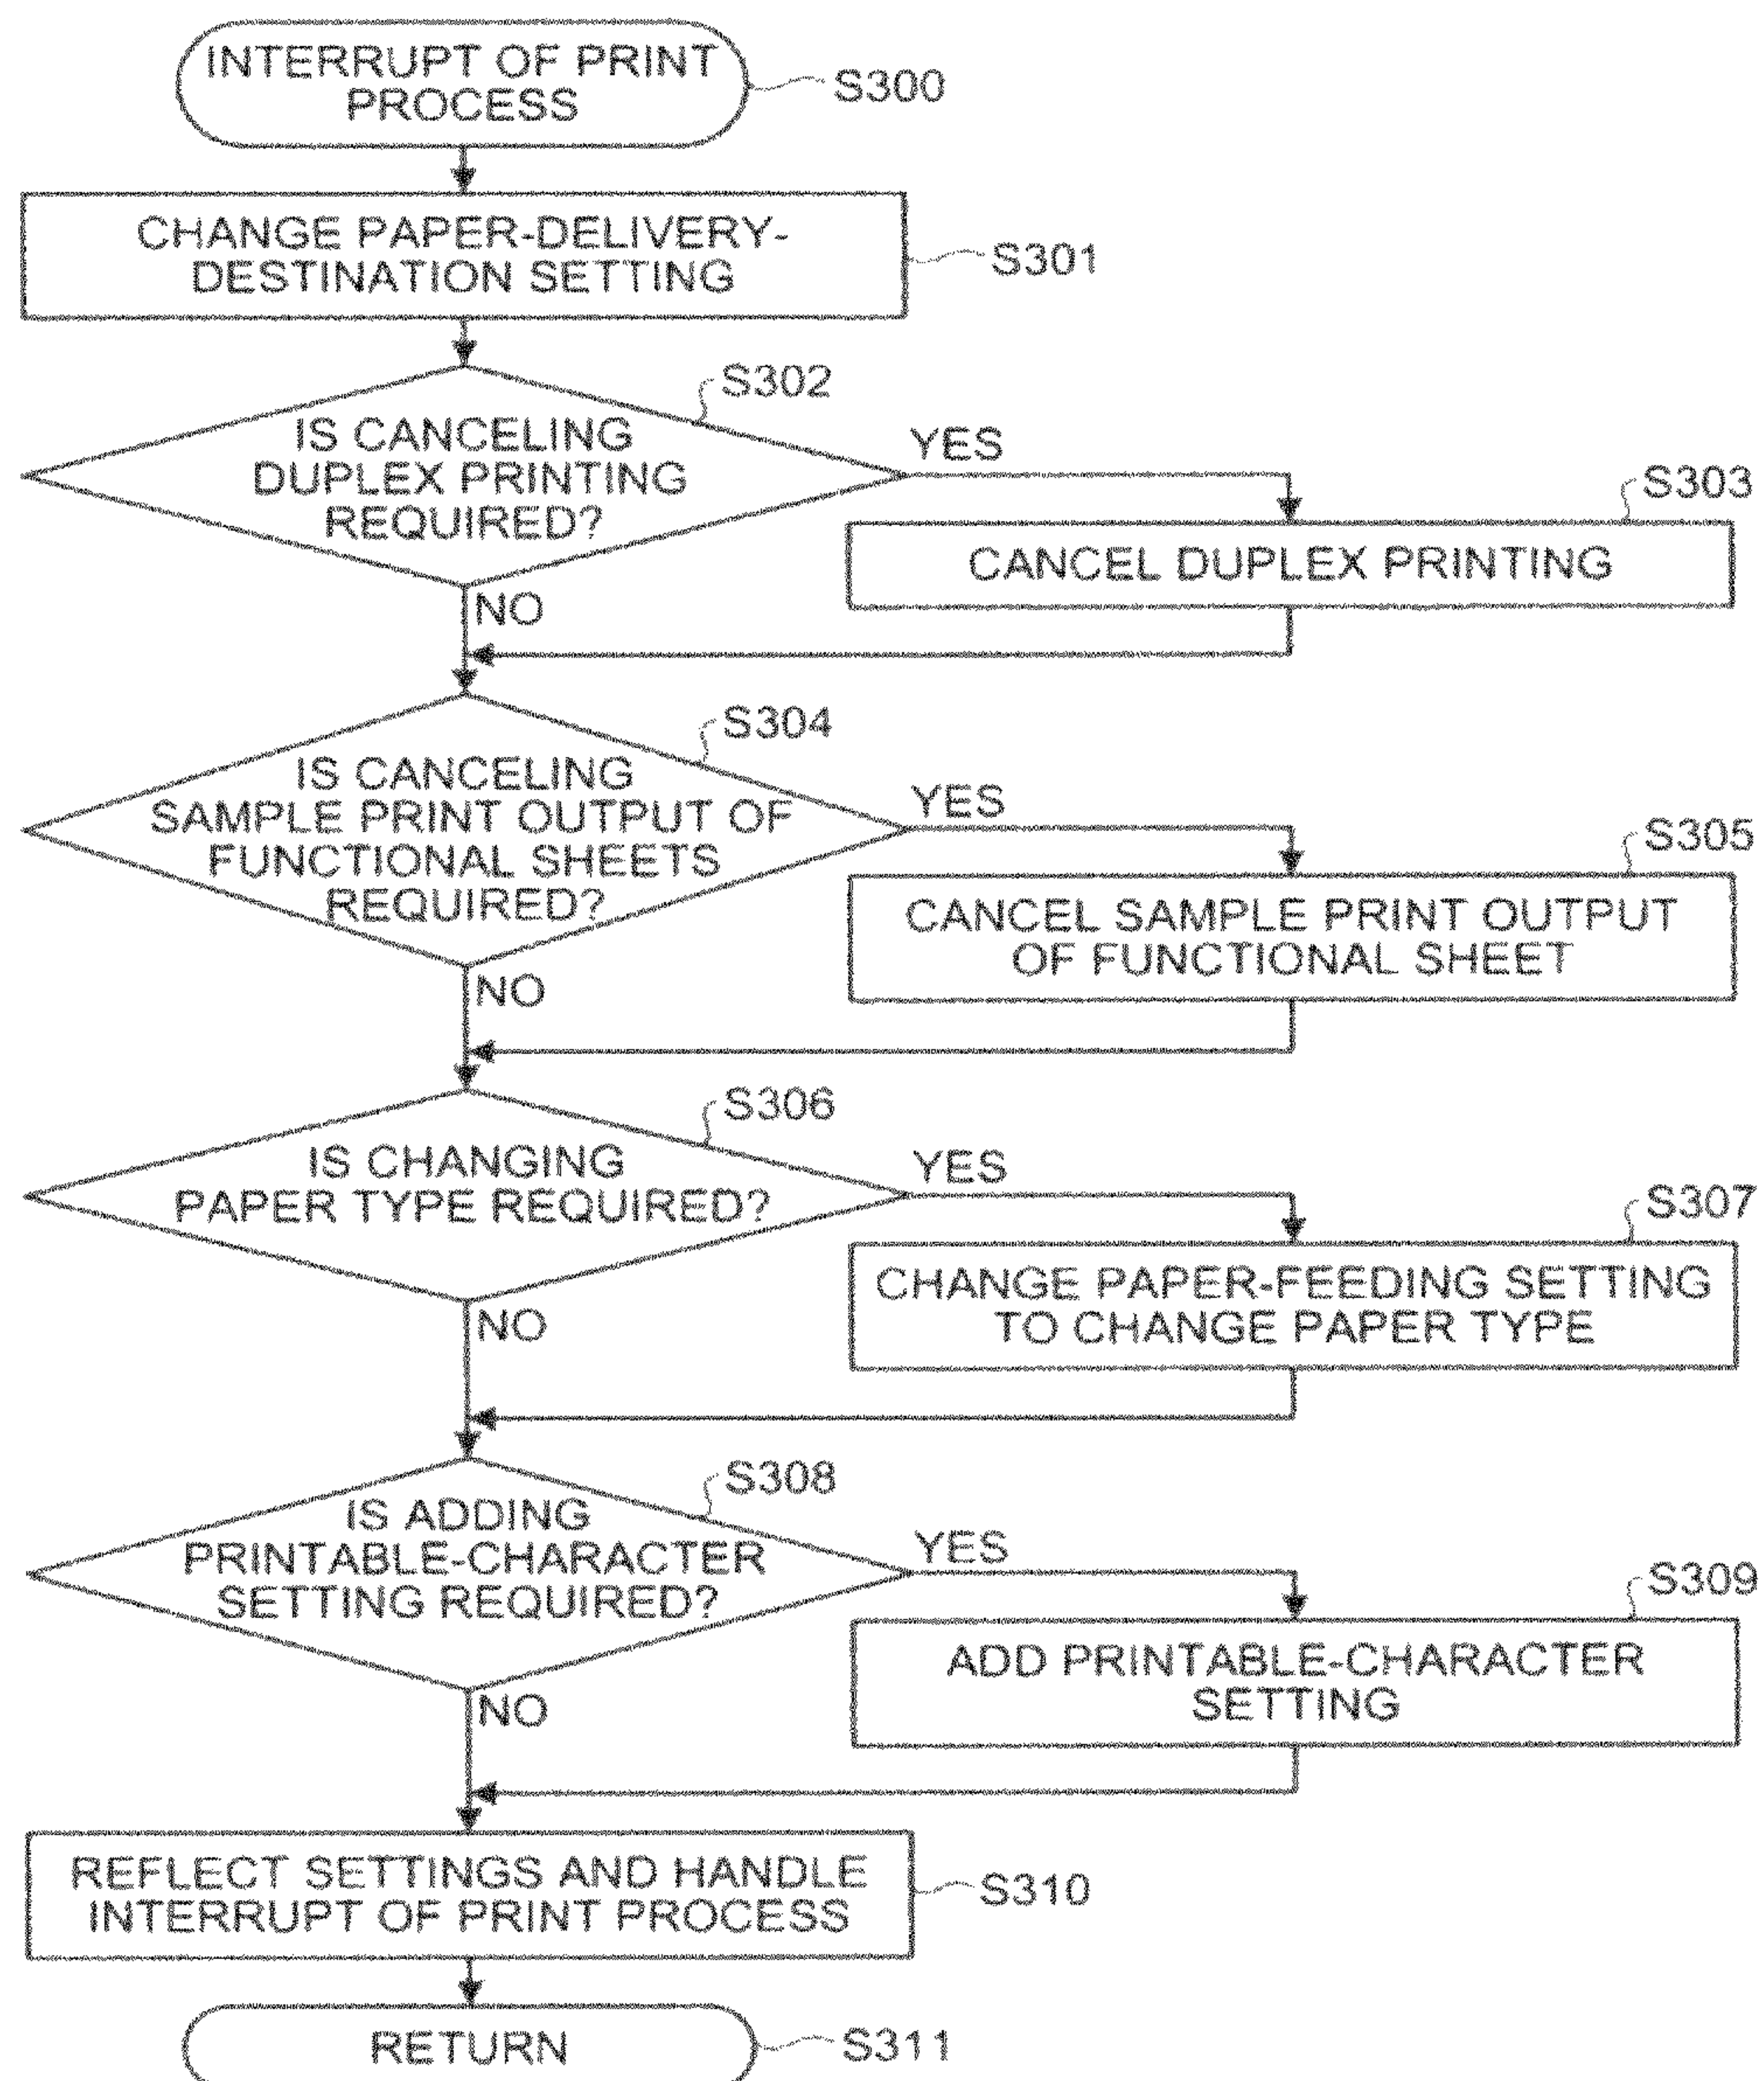 INTERRUPT OF PRINT
PROCESS
S300
CHANGE PAPER-DELIVERY-
DESTINATION SETTING
S301
S302
IS CANCELING
DUPLEX PRINTING
REQUIRED?
YES
S303
CANCEL DUPLEX PRINTING
NO
S304
IS CANCELING
SAMPLE PRINT OUTPUT OF
FUNCTIONAL SHEETS
REQUIRED?
YES
S305
CANCEL SAMPLE PRINT OUTPUT
OF FUNCTIONAL SHEET
NO
S306
IS CHANGING
PAPER TYPE REQUIRED?
YES
S307
CHANGE PAPER-FEEDING SETTING
TO CHANGE PAPER TYPE
NO
S308
IS ADDING
PRINTABLE-CHARACTER
SETTING REQUIRED?
YES
S309
ADD PRINTABLE-CHARACTER
SETTING
NO
REFLECT SETTINGS AND HANDLE
INTERRUPT OF PRINT PROCESS
S310
RETURN
S311